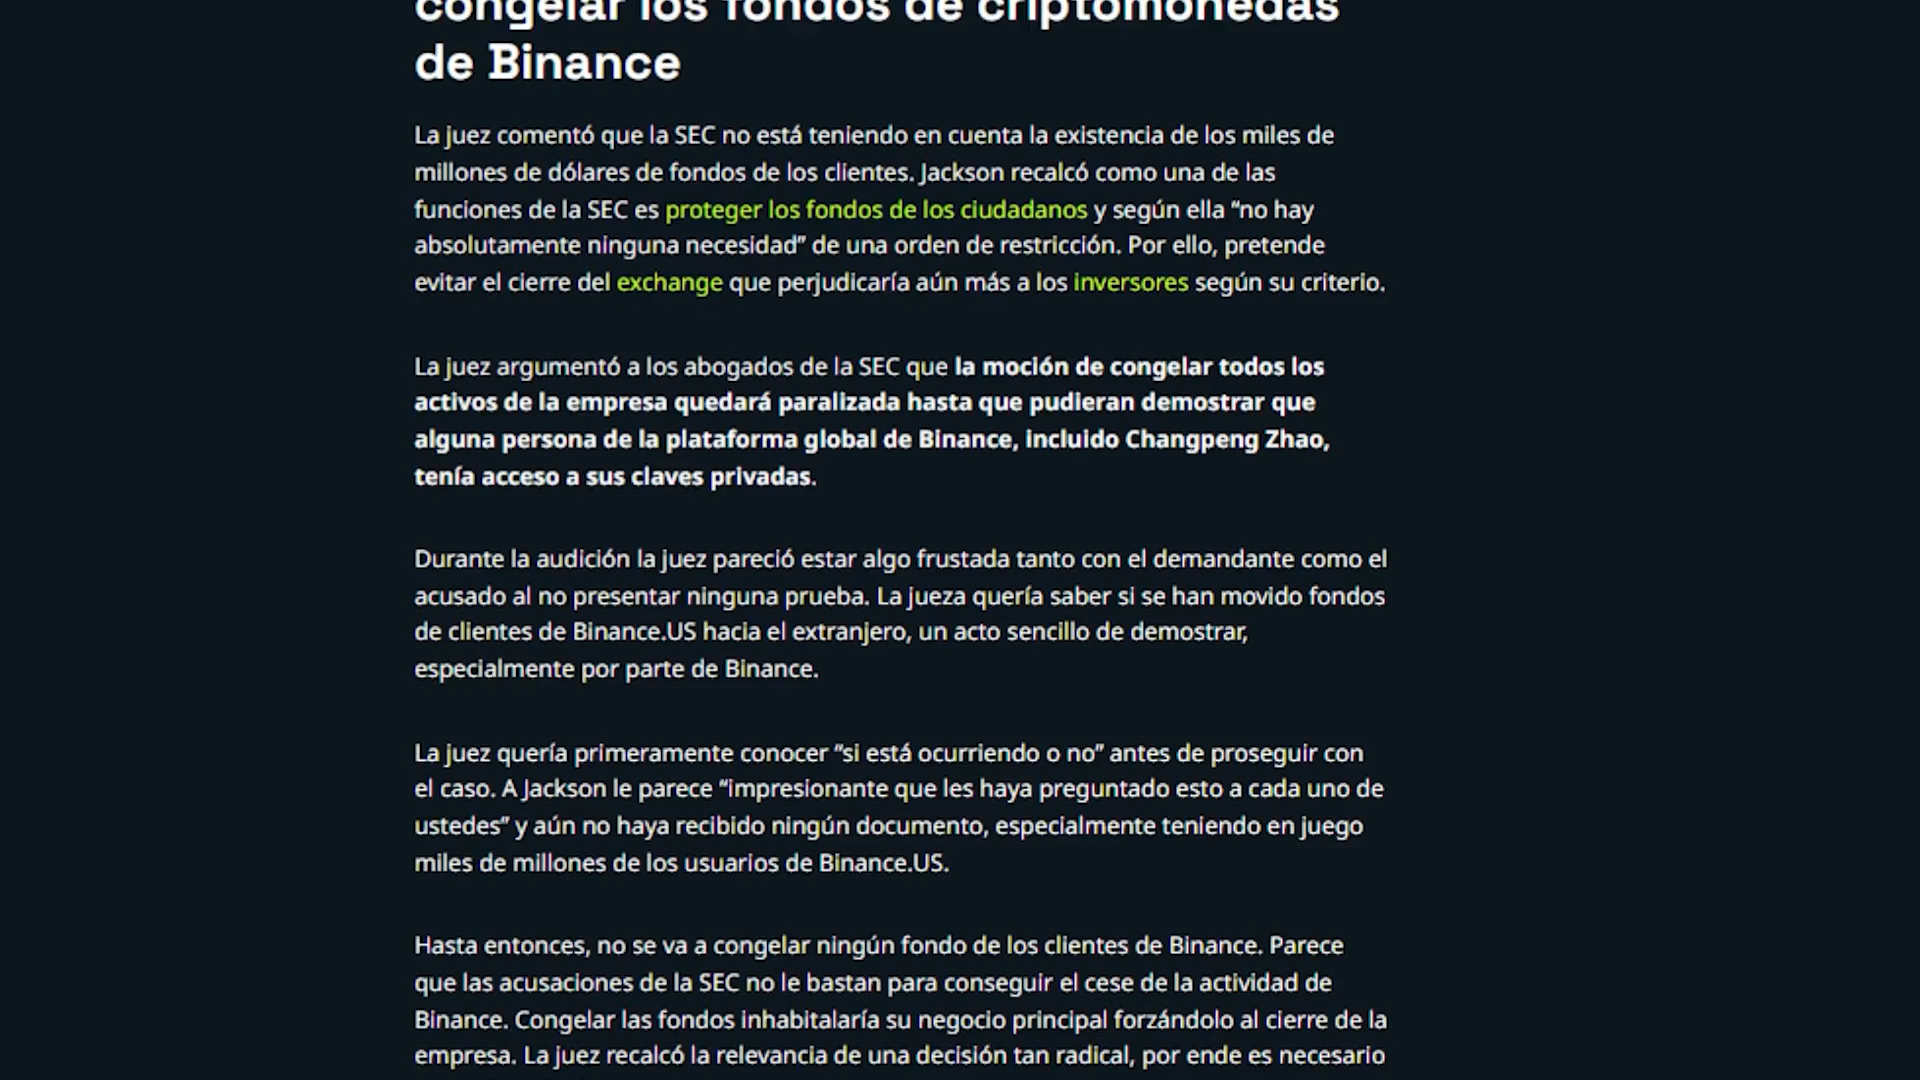 congelar los fondos de criptomonedas
de Binance
La juez comentó que la SEC no está teniendo en cuenta la existencia de los miles de
millones de dólares de fondos de los clientes. Jackson recalcó como una de las
funciones de la SEC es proteger los fondos de los ciudadanos y según ella “no hay
absolutamente ninguna necesidad” de una orden de restricción. Por ello, pretende
evitar el cierre del exchange que perjudicaría aún más a los inversores según su criterio.
La juez argumentó a los abogados de la SEC que la moción de congelar todos los
activos de la empresa quedará paralizada hasta que pudieran demostrar que
alguna persona de la plataforma global de Binance, incluido Changpeng Zhao,
tenía acceso a sus claves privadas.
Durante la audición la juez pareció estar algo frustada tanto con el demandante como el
acusado al no presentar ninguna prueba. La jueza quería saber si se han movido fondos
de clientes de Binance.US hacia el extranjero, un acto sencillo de demostrar,
especialmente por parte de Binance.
La juez quería primeramente conocer “si está ocurriendo o no” antes de proseguir con
el caso. A Jackson le parece “impresionante que les haya preguntado esto a cada uno de
ustedes” y aún no haya recibido ningún documento, especialmente teniendo en juego
miles de millones de los usuarios de Binance.US.
Hasta entonces, no se va a congelar ningún fondo de los clientes de Binance. Parece
que las acusaciones de la SEC no le bastan para conseguir el cese de la actividad de
Binance. Congelar las fondos inhabitalaría su negocio principal forzándolo al cierre de la
empresa. La juez recalcó la relevancia de una decisión tan radical, por ende es necesario